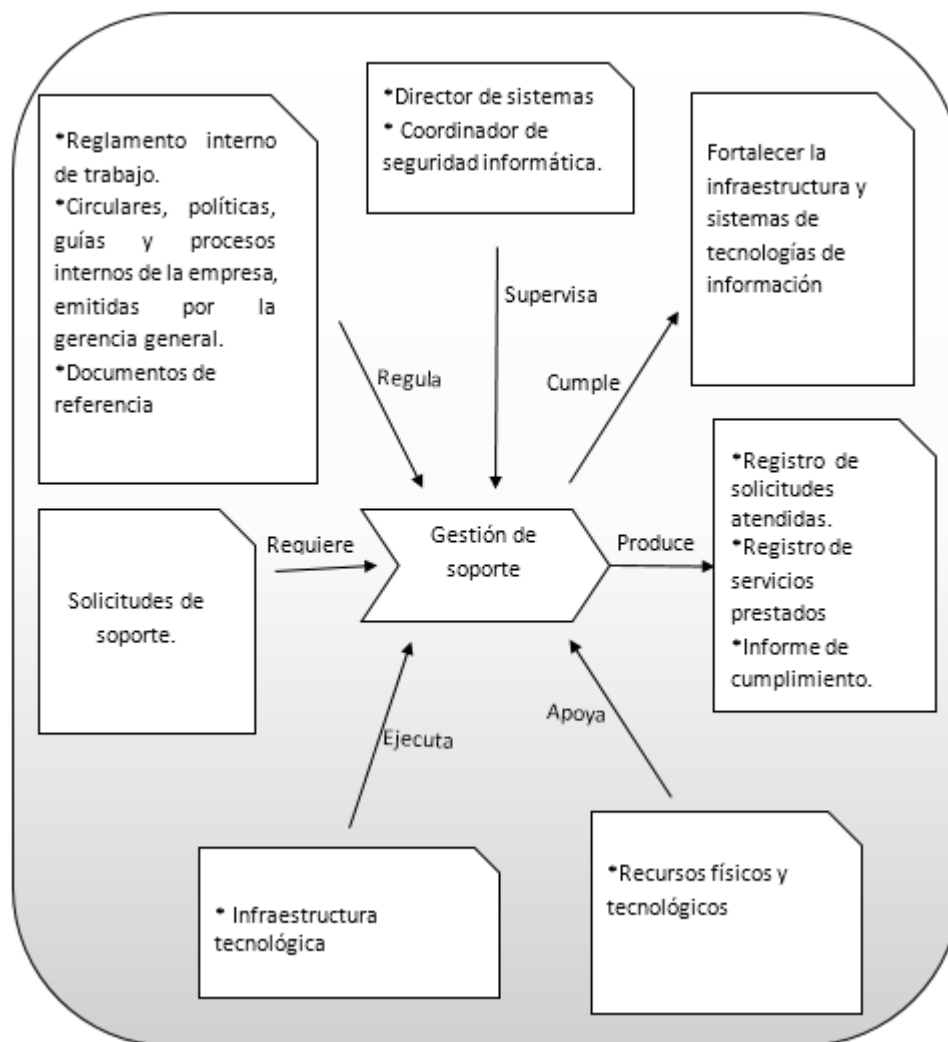 *Director de sistemas
* Coordinador de
seguridad informática.
*Reglamento interno
de trabajo.
*Circulares, políticas,
guías y procesos
internos de la empresa,
emitidas por la
gerencia general.
*Documentos de
referencia
Fortalecer la
infraestructura y
sistemas de
tecnologías de
información
Supervisa
Regula
Cumple
Solicitudes de
soporte.
Requiere
Gestión de
soporte
Produce
*Registro de
solicitudes
atendidas.
*Registro de
servicios
prestados
*Informe de
cumplimiento.
Ejecuta
Apoya
* Infraestructura
tecnológica
*Recursos físicos y
tecnológicos